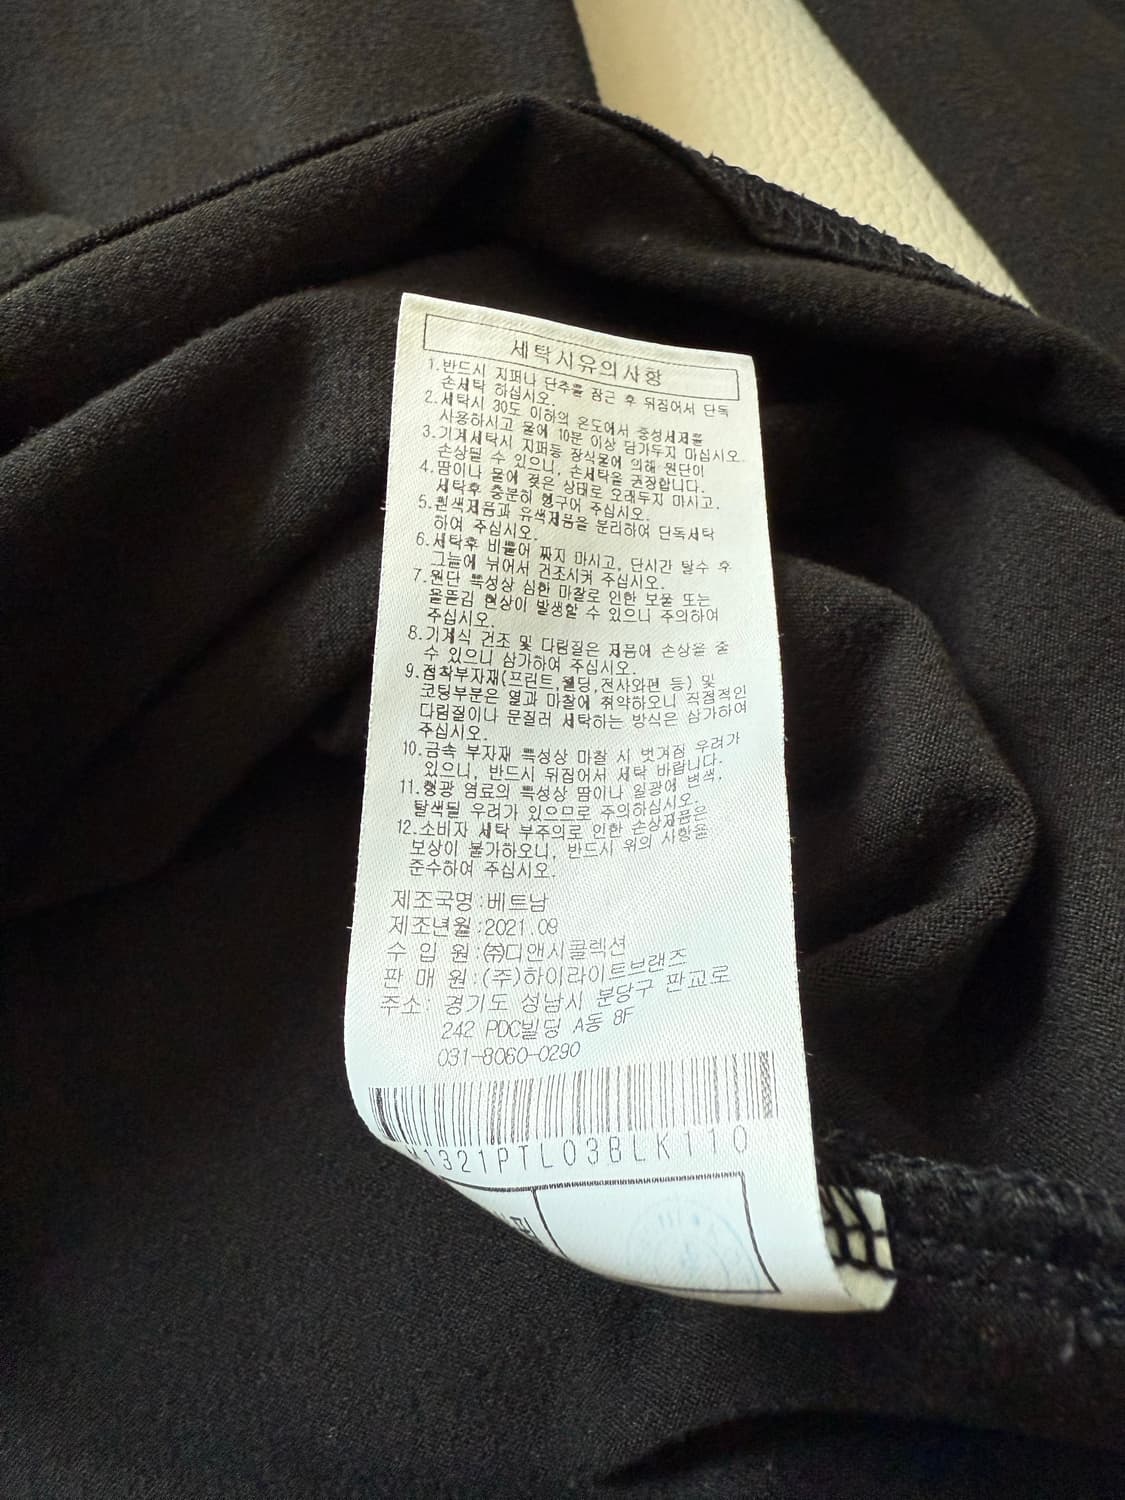 세탁시유의사항
1.반드시 지퍼나 단추를 잠근 후 뒤집어서 단독
손세탁 하십시오.
2.세탁시 30도 이하의 온도에서 중성세제를
사용하시고 물에 10분 이상 담가두지 마십시오.
3.기계세탁시 지퍼등 장식물에 의해 원단이
손상될 수 있으니, 손세탁을 권장합니다.
4.땀이나 물에 젖은 상태로 오래두지 마시고,
세탁후 충분히 헹구어 주십시오.
5.흰색제품과 유색제품을 분리하여 단독세탁
하여 주십시오.
6.세탁후 비틀어 짜지 마시고, 단시간 탈수 후
그늘에 뉘어서 건조시켜 주십시오.
7.원단 특성상 심한 마찰로 인한 보풀 또는
올뜯김 현상이 발생할 수 있으니 주의하여
주십시오.
8.기계식 건조 및 다림질은 제품에 손상을 줄
수 있으니 삼가하여 주십시오.
9.접착부자재(프린트,웰딩,전사와펜 등) 및
코팅부분은 열과 마찰에 취약하오니 직접적인
다림질이나 문질러 세탁하는 방식은 삼가하여
주십시오.
10.금속 부자재 특성상 마찰 시 벗겨짐 우려가
있으니, 반드시 뒤집어서 세탁 바랍니다.
11.형광 염료의 특성상 땀이나 일광에 변색,
탈색될 우려가 있으므로 주의하십시오.
12.소비자 세탁 부주의로 인한 손상제품은
보상이 불가하오니, 반드시 위의 사항을
준수하여 주십시오.
제조국명:베트남
제조년월:2021.09
수 입 원:㈜디앤시콜렉션
판 매 원:(주)하이라이트브랜즈
주소: 경기도 성남시 분당구 판교로
242 PDC빌딩 A동 8F
031-8060-0290
1321PTL03BLK110